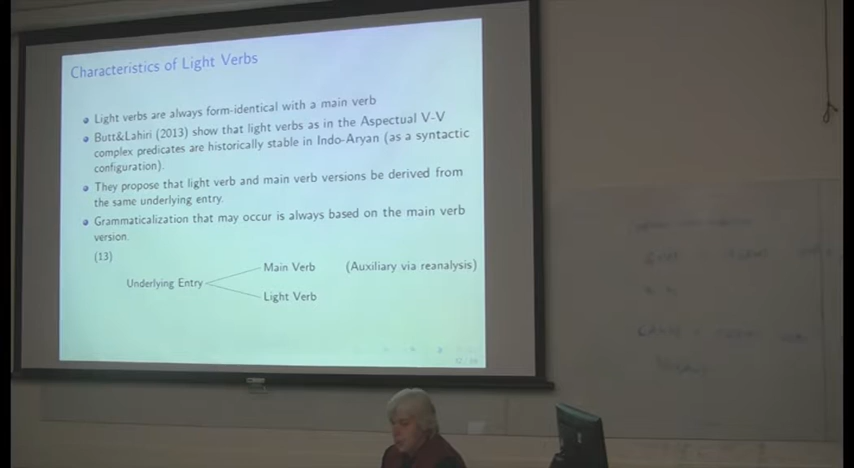 Characteristics of Light Verbs
Light verbs are always form-identical with a main verb
Butt&Lahiri (2013) show that light verbs as in the Aspectual V-V
complex predicates are historically stable in Indo-Aryan (as a syntactic
configuration).
They propose that light verb and main verb versions be derived from
the same underlying entry.
Grammaticalization that may occur is always based on the main verb
version.
(13)
Main Verb (Auxiliary via reanalysis)
Underlying Entry
Light Verb